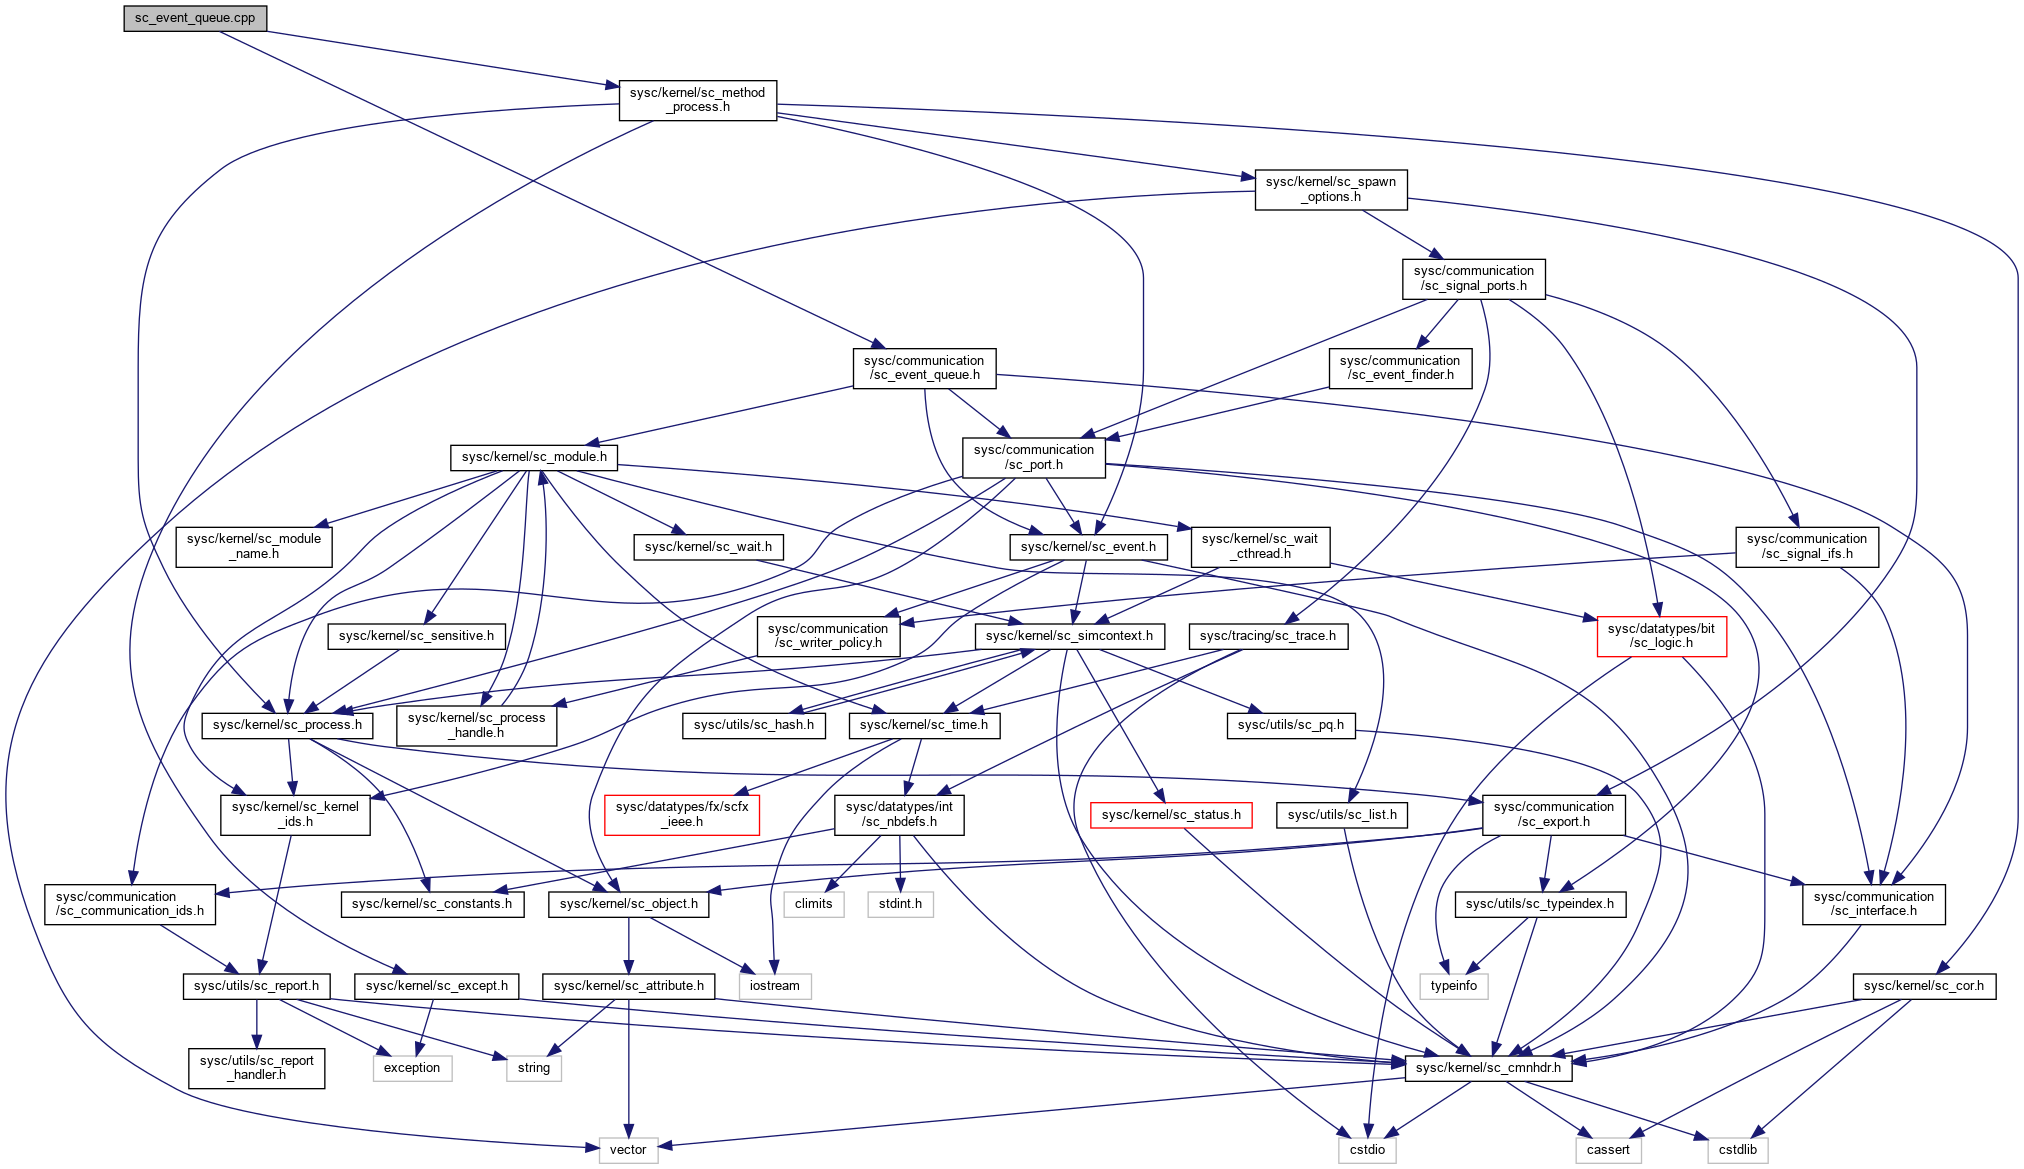 sc_event_queue.cpp
sysc/kernel/sc_method
_process.h
sysc/kernel/sc_spawn
_options.h
sysc/communication
/sc_signal_ports.h
sysc/communication
/sc_event_queue.h
sysc/communication
/sc_event_finder.h
sysc/kernel/sc_module.h
sysc/communication
/sc_port.h
sysc/kernel/sc_module
_name.h
sysc/kernel/sc_wait.h
sysc/kernel/sc_event.h
sysc/kernel/sc_wait
_cthread.h
sysc/communication
/sc_signal_ifs.h
sysc/kernel/sc_sensitive.h
sysc/communication
/sc_writer_policy.h
sysc/kernel/sc_simcontext.h
sysc/tracing/sc_trace.h
sysc/datatypes/bit
/sc_logic.h
sysc/kernel/sc_process.h
sysc/kernel/sc_process
_handle.h
sysc/utils/sc_hash.h
sysc/kernel/sc_time.h
sysc/utils/sc_pq.h
sysc/kernel/sc_kernel
_ids.h
sysc/datatypes/fx/scfx
_ieee.h
sysc/datatypes/int
/sc_nbdefs.h
sysc/kernel/sc_status.h
sysc/utils/sc_list.h
sysc/communication
/sc_export.h
sysc/communication
/sc_communication_ids.h
sysc/kernel/sc_constants.h
sysc/kernel/sc_object.h
climits
stdint.h
sysc/utils/sc_typeindex.h
sysc/communication
/sc_interface.h
sysc/utils/sc_report.h
sysc/kernel/sc_except.h
sysc/kernel/sc_attribute.h
iostream
typeinfo
sysc/kernel/sc_cor.h
sysc/utils/sc_report
_handler.h
exception
string
sysc/kernel/sc_cmnhdr.h
vector
cstdio
cassert
cstdlib